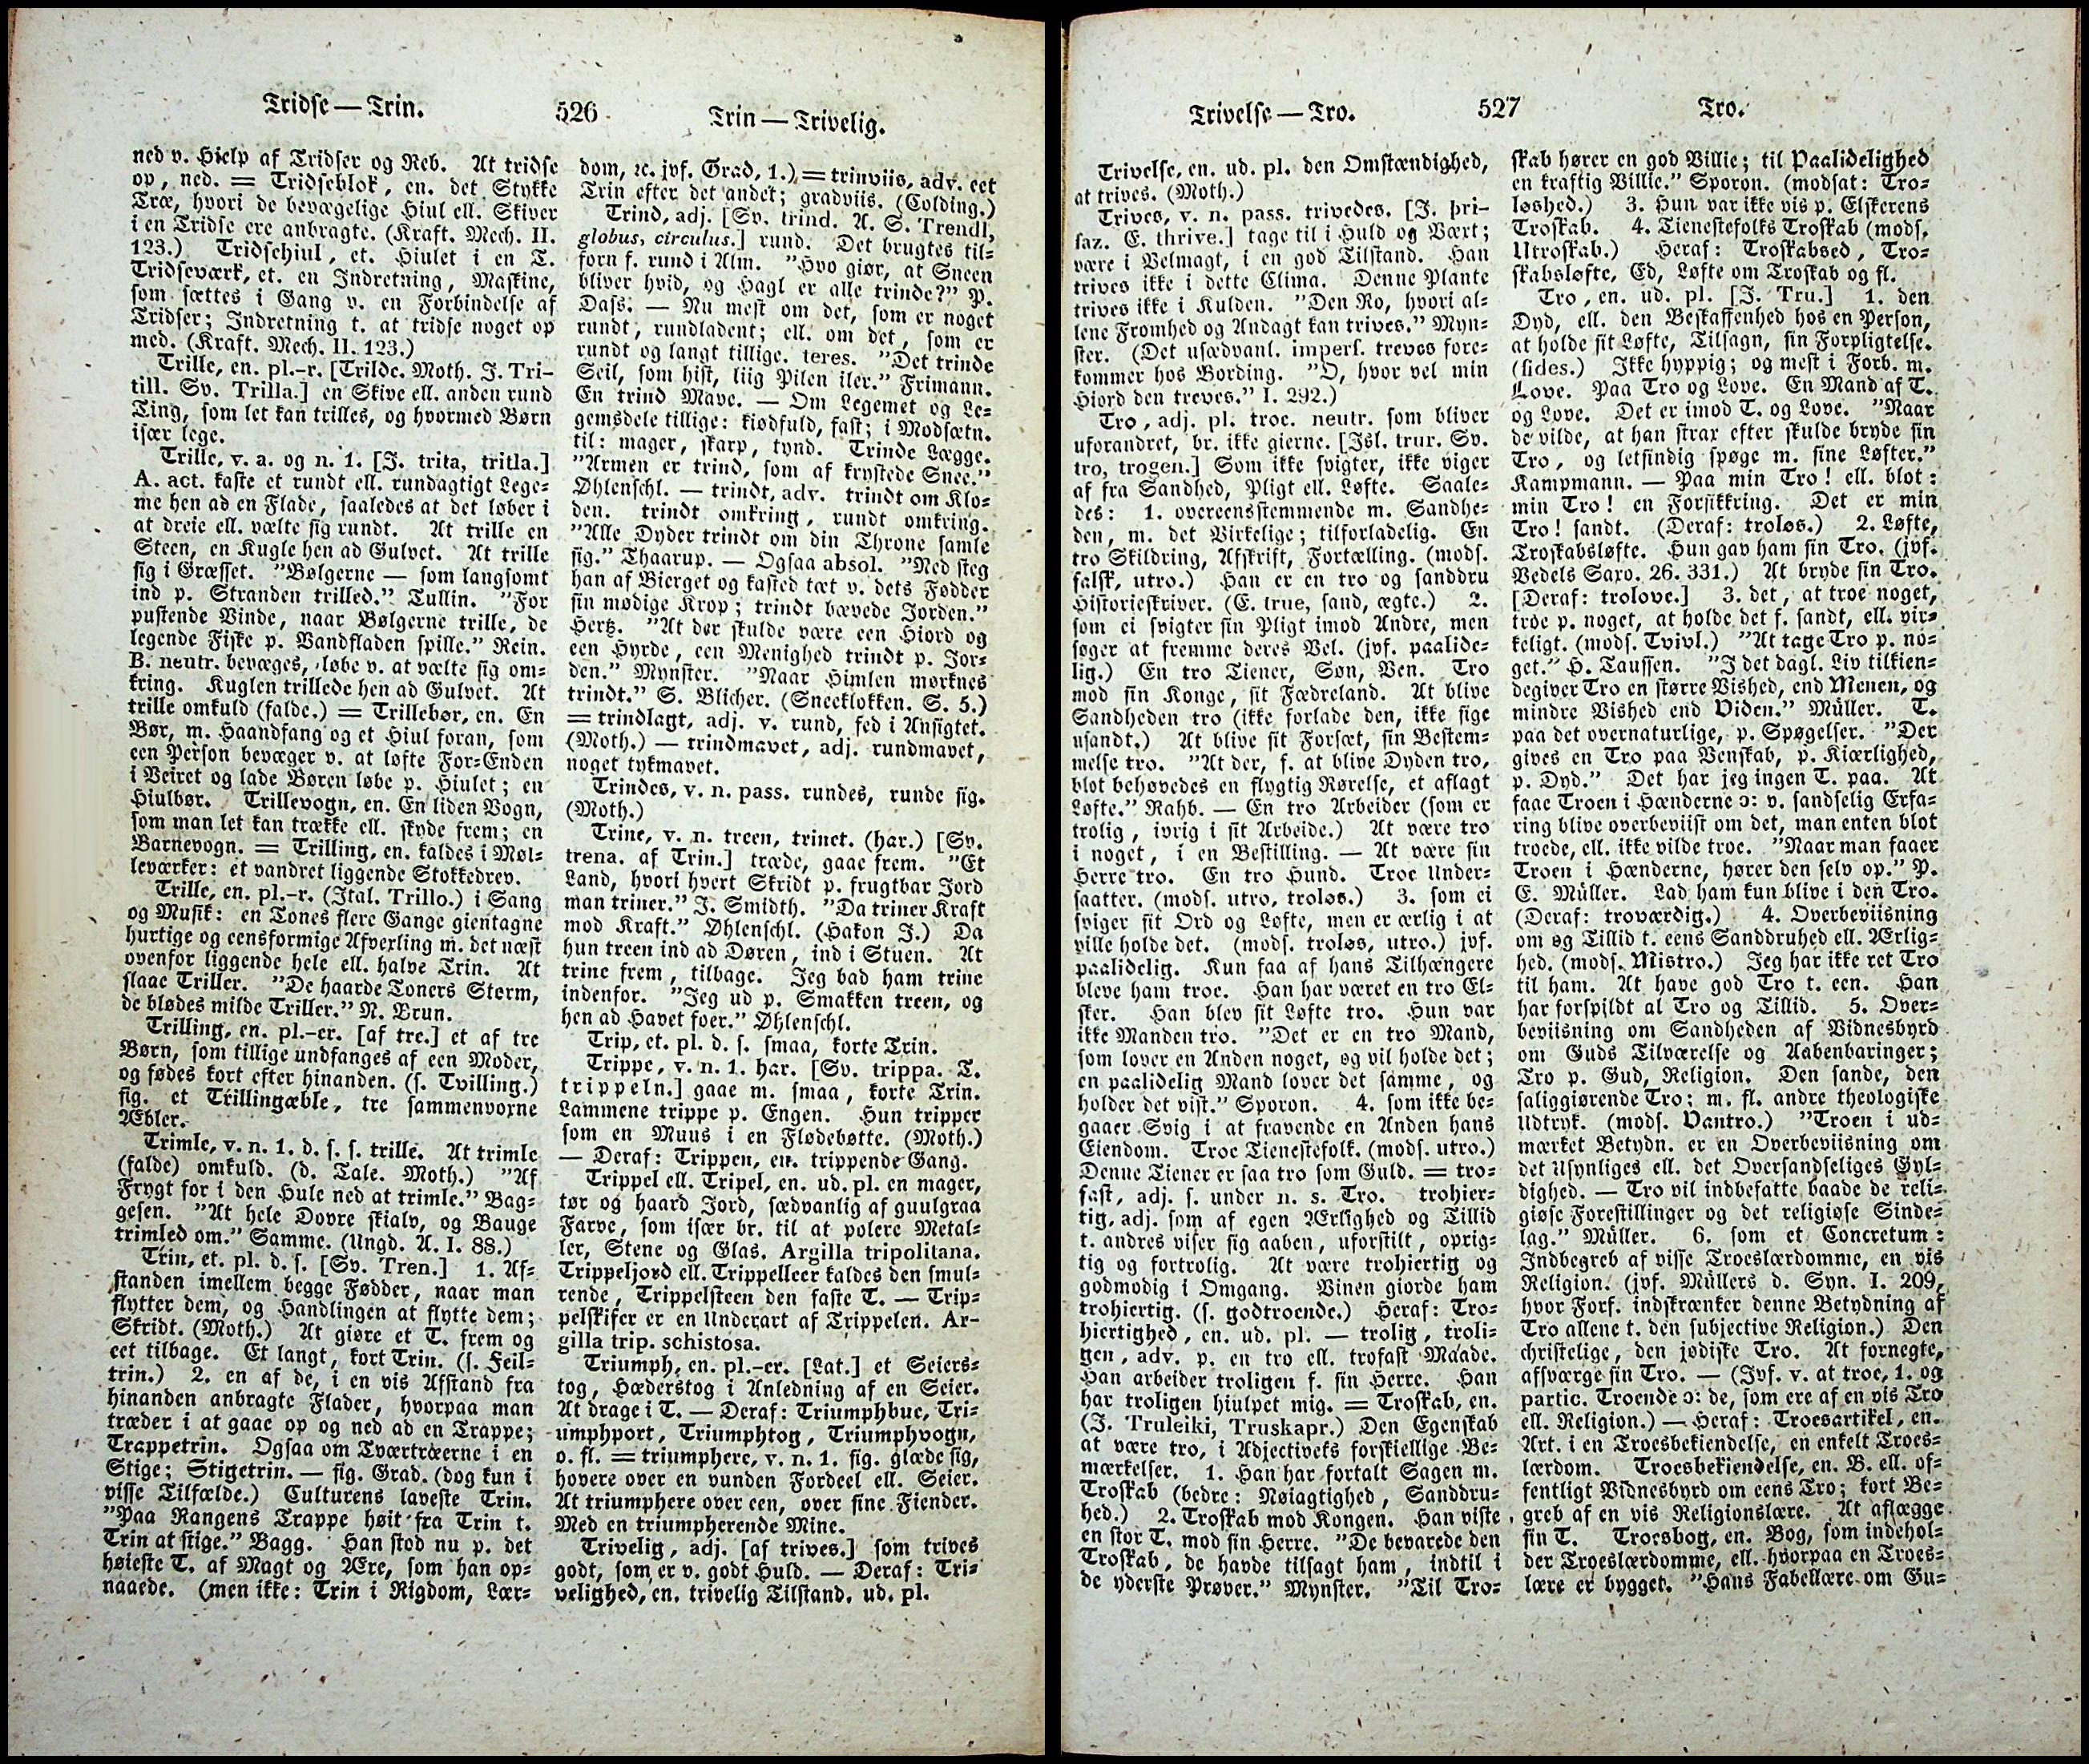 Tridse — Trin.
526
Trin — Trivelig.
ned v. Hielp af Tridser og Reb. At tridse
op, ned. = Tridseblok, en. det Stykke
Træ, hvori de bevægelige Hiul ell. Skiver
i en Tridse ere anbragte. (Kraft. Mech. II.
123.) Tridsehiul, et. Hiulet i en T.
Tridseværk, et. en Indretning, Maskine,
som sættes i Gang v. en Forbindelse af
Tridser; Indretning t. at tridse noget op
med. (Kraft. Mech. II. 123.)
Trille, en. pl.-r. [Trilde. Moth. J. Tri-
till. Sv. Trilla.] en Skive ell. anden rund
Ting, som let kan trilles, og hvormed Børn
især lege.
Trille, v. a. og n. 1. [J. trita, tritla.]
A. act. kaste et rundt ell. rundagtigt Lege-
me hen ad en Flade, saaledes at det løber i
at dreie ell. vælte sig rundt. At trille en
Steen, en Kugle hen ad Gulvet. At trille
sig i Græsset. "Bølgerne — som langsomt
ind p. Stranden trilled." Tullin. "For
pustende Vinde, naar Bølgerne trille, de
legende Fiske p. Vandfladen spille." Rein.
B. neutr. bevæges, løbe v. at vælte sig om-
kring. Kuglen trillede hen ad Gulvet. At
trille omkuld (falde.) = Trillebør, en. En
Bør, m. Haandfang og et Hiul foran, som
een Person bevæger v. at løfte For-Enden
i Veiret og lade Børen løbe p. Hiulet; en
Hiulbør. Trillevogn, en. En liden Vogn,
som man let kan trække ell. skyde frem; en
Barnevogn. = Trilling, en. kaldes i Møl-
leværker: et vandret liggende Stokkedrev.
Trille, en. pl.-r. (Ital. Trillo.) i Sang
og Musik: en Tones flere Gange gientagne
hurtige og eensformige Afvexling m. det næst
ovenfor liggende hele ell. halve Trin. At
slaae Triller. "De haarde Toners Storm,
de blødes milde Triller." N. Brun.
Trilling, en. pl.-er. [af tre.] et af tre
Børn, som tillige undfanges af een Moder,
og fødes kort efter hinanden. (s. Tvilling.)
fig. et Trillingæble, tre sammenvoxne
Æbler.
Trimle, v. n. 1. d. s. s. trille. At trimle
(falde) omkuld. (d. Tale. Moth.) "Af
Frygt for i den Hule ned at trimle." Bag-
gesen. "At hele Dovre skialv, og Bauge
trimled om." Samme. (Ungd. A. I. 88.)
Trin, et. pl. d. s. [Sv. Tren.] 1. Af-
standen imellem begge Fødder, naar man
flytter dem, og Handlingen at flytte dem;
Skridt. (Moth.) At giøre et T. frem og
eet tilbage. Et langt, kort Trin. (s. Feil-
trin.) 2. en af de, i en vis Afstand fra
hinanden anbragte Flader, hvorpaa man
træder i at gaae op og ned ad en Trappe;
Trappetrin. Ogsaa om Tværtræerne i en
Stige; Stigetrin. — fig. Grad. (dog kun i
visse Tilfælde.) Culturens laveste Trin.
"Paa Rangens Trappe høit fra Trin t.
Trin at stige." Bagg. Han stod nu p. det
høieste T. af Magt og Ære, som han op-
naaede. (men ikke: Trin i Rigdom, Lær-
dom, ꝛc. jvf. Grad, 1.) = trinviis, adv. eet
Trin efter det andet; gradviis. (Colding.)
Trind, adj. [Sv. trind. A. S. Trendl,
globus, circulus.] rund. Det brugtes til-
forn f. rund i Alm. "Hvo giør, at Sneen
bliver hvid, og Hagl er alle trinde?" P.
Dass. — Nu mest om det, som er noget
rundt, rundladent; ell. om det, som er
rundt og langt tillige. teres. "Det trinde
Seil, som hist, liig Pilen iler." Frimann.
En trind Mave. — Om Legemet og Le-
gemsdele tillige: kiødfuld, fast; i Modsætn.
til: mager, skarp, tynd. Trinde Lægge.
"Armen er trind, som af krystede Snee."
Øhlenschl. — trindt, adv. trindt om Klo-
den. trindt omkring, rundt omkring.
"Alle Dyder trindt om din Throne samle
sig." Thaarup. — Ogsaa absol. "Ned steg
han af Bierget og kasted tæt v. dets Fødder
sin mødige Krop; trindt bævede Jorden."
Hertz. "At der skulde være een Hiord og
een Hyrde, een Menighed trindt p. Jor-
den." Mynster. "Naar Himlen mørknes
trindt." S. Blicher. (Sneeklokken. S. 5.)
= trindlagt, adj. v. rund, fed i Ansigtet.
(Moth.) — trindmavet, adj. rundmavet,
noget tykmavet.
Trindes, v. n. pass. rundes, runde sig.
(Moth.)
Trine, v. n. treen, trinet. (har.) [Sv.
trena. af Trin.] træde, gaae frem. "Et
Land, hvori hvert Skridt p. frugtbar Jord
man triner." J. Smidth. "Da triner Kraft
mod Kraft." Øhlenschl. (Hakon J.) Da
hun treen ind ad Døren, ind i Stuen. At
trine frem, tilbage. Jeg bad ham trine
indenfor. "Jeg ud p. Smakken treen, og
hen ad Havet foer." Øhlenschl.
Trip, et. pl. d. s. smaa, korte Trin.
Trippe, v. n. 1. har. [Sv. trippa. T.
trippeln.] gaae m. smaa, korte Trin.
Lammene trippe p. Engen. Hun tripper
som en Muus i en Flødebøtte. (Moth.)
— Deraf: Trippen, en. trippende Gang.
Trippel ell. Tripel, en. ud. pl. en mager,
tør og haard Jord, sædvanlig af guulgraa
Farve, som især br. til at polere Metal-
ler, Stene og Glas. Argilla tripolitana.
Trippeljord ell. Trippelleer kaldes den smul-
rende, Trippelsteen den faste T. — Trip-
pelskifer er en Underart af Trippelen. Ar-
gilla trip. schistosa.
Triumph, en. pl.-er. [Lat.] et Seiers-
tog, Hæderstog i Anledning af en Seier.
At drage i T. — Deraf: Triumphbue, Tri-
umphport, Triumphtog, Triumphvogn,
o. fl. = triumphere, v. n. 1. fig. glæde sig,
hovere over en vunden Fordeel ell. Seier.
At triumphere over een, over sine Fiender.
Med en triumpherende Mine.
Trivelig, adj. [af trives.] som trives
godt, som er v. godt Huld. — Deraf: Tri-
velighed, en. trivelig Tilstand. ud. pl.
Trivelse — Tro.
527
Tro.
Trivelse, en. ud. pl. den Omstændighed,
at trives. (Moth.)
Trives, v. n. pass. trivedes. [J. þri-
faz. E. thrive.] tage til i Huld og Vært;
være i Velmagt, i en god Tilstand. Han
trives ikke i dette Clima. Denne Plante
trives ikke i Kulden. "Den Ro, hvori al-
lene Fromhed og Andagt kan trives." Myn-
ster. (Det usædvanl. imperf. treves fore-
kommer hos Bording. "O, hvor vel min
Hiord den treves." I. 292.)
Tro, adj. pl. troe. neutr. som bliver
uforandret, br. ikke gierne. [Isl. trur. Sv.
tro, trogen.] Som ikke svigter, ikke viger
af fra Sandhed, Pligt ell. Løfte. Saale-
des: 1. overeensstemmende m. Sandhe-
den, m. det Virkelige; tilforladelig. En
tro Skildring, Afskrift, Fortælling. (mods.
falsk, utro.) Han er en tro og sanddru
Historieskriver. (E. true, sand, ægte.) 2.
som ei svigter sin Pligt imod Andre, men
søger at fremme deres Vel. (jvf. paalide-
lig.) En tro Tiener, Søn, Ven. Tro
mod sin Konge, sit Fædreland. At blive
Sandheden tro (ikke forlade den, ikke sige
usandt.) At blive sit Forsæt, sin Bestem-
melse tro. "At der, f. at blive Dyden tro,
blot behøvedes en flygtig Rørelse, et aflagt
Løfte." Rahb. — En tro Arbeider (som er
trolig, ivrig i sit Arbeide.) At være tro
i noget, i en Bestilling. — At være sin
Herre tro. En tro Hund. Troe Under-
saatter. (mods. utro, troløs.) 3. som ei
sviger sit Ord og Løfte, men er ærlig i at
ville holde det. (mods. troløs, utro.) jvf.
paalidelig. Kun faa af hans Tilhængere
bleve ham troe. Han har været en tro El-
sker. Han blev sit Løfte tro. Hun var
ikke Manden tro. "Det er en tro Mand,
som lover en Anden noget, og vil holde det;
en paalidelig Mand lover det samme, og
holder det vist." Sporon. 4. som ikke be-
gaaer Svig i at fravende en Anden hans
Eiendom. Troe Tienestefolk. (mods. utro.)
Denne Tiener er saa tro som Guld. = tro-
fast, adj. s. under n. s. Tro. trohier-
tig, adj. som af egen Ærlighed og Tillid
t. andres viser sig aaben, uforstilt, oprig-
tig og fortrolig. At være trohiertig og
godmodig i Omgang. Vinen giorde ham
trohiertig. (s. godtroende.) Heraf: Tro-
hiertighed, en. ud. pl. — trolig, troli-
gen, adv. p. en tro ell. trofast Maade.
Han arbeider troligen f. sin Herre. Han
har troligen hiulpet mig. = Troskab, en.
(J. Truleiki, Truskapr.) Den Egenskab
at være tro, i Adjectivets forskiellige Be-
mærkelser. 1. Han har fortalt Sagen m.
Troskab (bedre: Nøiagtighed, Sanddru-
hed.) 2. Troskab mod Kongen. Han viste
en stor T. mod sin Herre. "De bevarede den
Troskab, de havde tilsagt ham, indtil i
de yderste Prøver." Mynster. "Til Tro-
skab hører en god Villie; til Paalidelighed
en kraftig Villie." Sporon. (modsat: Tro-
løshed.) 3. Hun var ikke vis p. Elskerens
Troskab. 4. Tienestefolks Troskab (mods.
Utroskab.) Heraf: Troskabsed, Tro-
skabsløfte, Ed, Løfte om Troskab og fl.
Tro, en. ud. pl. [J. Tru.] 1. den
Dyd, ell. den Beskaffenhed hos en Person,
at holde sit Løfte, Tilsagn, sin Forpligtelse.
(fides.) Ikke hyppig; og mest i Forb. m.
Love. Paa Tro og Love. En Mand af T.
og Love. Det er imod T. og Love. "Naar
de vilde, at han strax efter skulde bryde sin
Tro, og letsindig spøge m. sine Løfter."
Kampmann. — Paa min Tro! ell. blot:
min Tro! en Forsikkring. Det er min
Tro! sandt. (Deraf: troløs.) 2. Løfte,
Troskabsløfte. Hun gav ham sin Tro. (jvf.
Vedels Saxo. 26. 331.) At bryde sin Tro.
[Deraf: trolove.] 3. det, at troe noget,
troe p. noget, at holde det f. sandt, ell. vir-
keligt. (mods. Tvivl.) "At tage Tro p. no-
get." H. Taussen. "I det dagl. Liv tilkien-
degiver Tro en større Vished, end Menen, og
mindre Vished end Viden." Müller. T.
paa det overnaturlige, p. Spøgelser. "Der
gives en Tro paa Venskab, p. Kiærlighed,
p. Dyd." Det har jeg ingen T. paa. At
faae Troen i Hænderne ɔ: v. sandselig Erfa-
ring blive overbeviist om det, man enten blot
troede, ell. ikke vilde troe. "Naar man faaer
Troen i Hænderne, hører den selv op." P.
E. Müller. Lad ham kun blive i den Tro.
(Deraf: troværdig.) 4. Overbeviisning
om og Tillid t. eens Sanddruhed ell. Ærlig-
hed. (mods. Mistro.) Jeg har ikke ret Tro
til ham. At have god Tro t. een. Han
har forspildt al Tro og Tillid. 5. Over-
beviisning om Sandheden af Vidnesbyrd
om Guds Tilværelse og Aabenbaringer;
Tro p. Gud, Religion. Den sande, den
saliggiørende Tro; m. fl. andre theologiske
Udtryk. (mods. Vantro.) "Troen i ud-
mærket Betydn. er en Overbeviisning om
det Usynliges ell. det Oversandseliges Gyl-
dighed. — Tro vil indbefatte baade de reli-
giøse Forestillinger og det religiøse Sinde-
lag." Müller. 6. som et Concretum:
Indbegreb af visse Troeslærdomme, en vis
Religion. (jvf. Müllers d. Syn. I. 209,
hvor Forf. indskrænker denne Betydning af
Tro allene t. den subjective Religion.) Den
christelige, den jødiske Tro. At fornegte,
afsværge sin Tro. — (Jvf. v. at troe, 1. og
partic. Troende ɔ: de, som ere af en vis Tro
ell. Religion.) — Heraf: Troesartikel, en.
Art. i en Troesbekiendelse, en enkelt Troes-
lærdom. Troesbekiendelse, en. B. ell. of-
fentligt Vidnesbyrd om eens Tro; kort Be-
greb af en vis Religionslære. At aflægge
sin T. Troesbog, en. Bog, som indehol-
der Troeslærdomme, ell. hvorpaa en Troes-
lære er bygget. "Hans Fabellære om Gu-